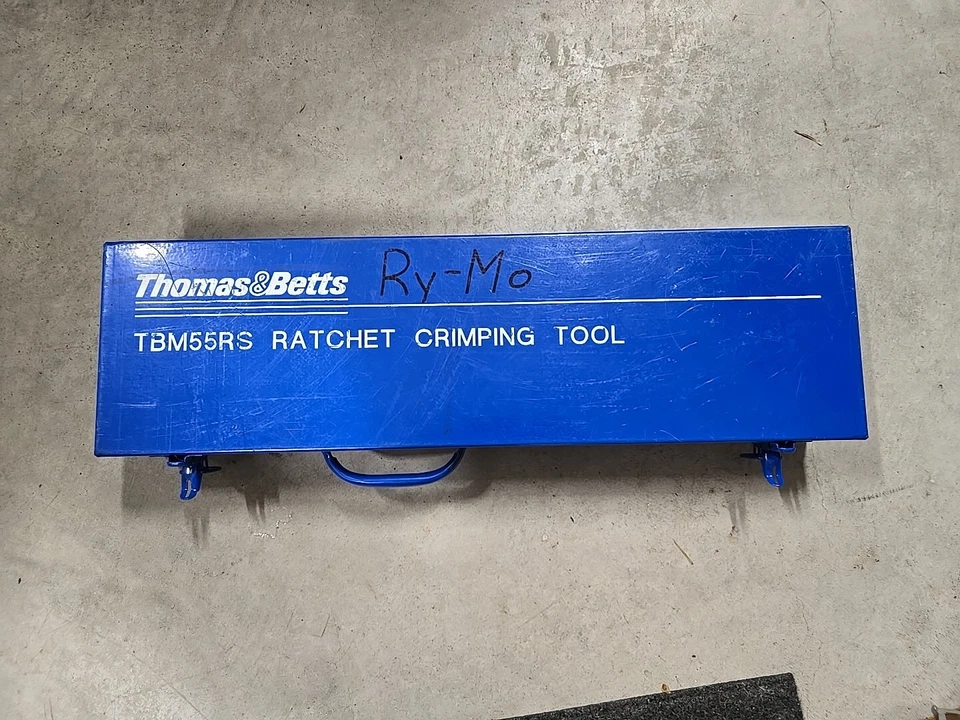 Thomas&Betts Ry-Mo
TBM55RS RATCHET CRIMPING TOOL